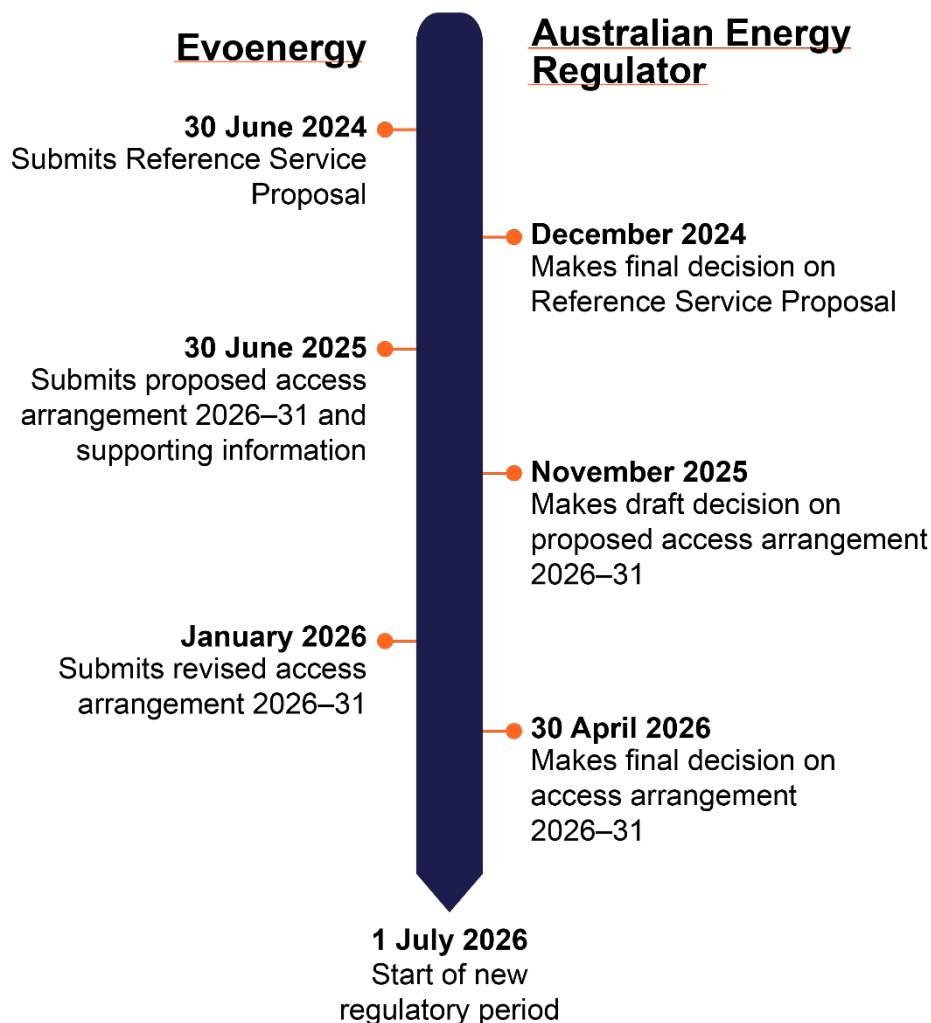 Evoenergy
Australian Energy
Regulator
30 June 2024
Submits Reference Service
Proposal
December 2024
Makes final decision on
Reference Service Proposal
30 June 2025
Submits proposed access
arrangement 2026–31 and
supporting information
November 2025
Makes draft decision on
proposed access arrangement
2026–31
January 2026
Submits revised access
arrangement 2026–31
30 April 2026
Makes final decision on
access arrangement
2026–31
1 July 2026
Start of new
regulatory period